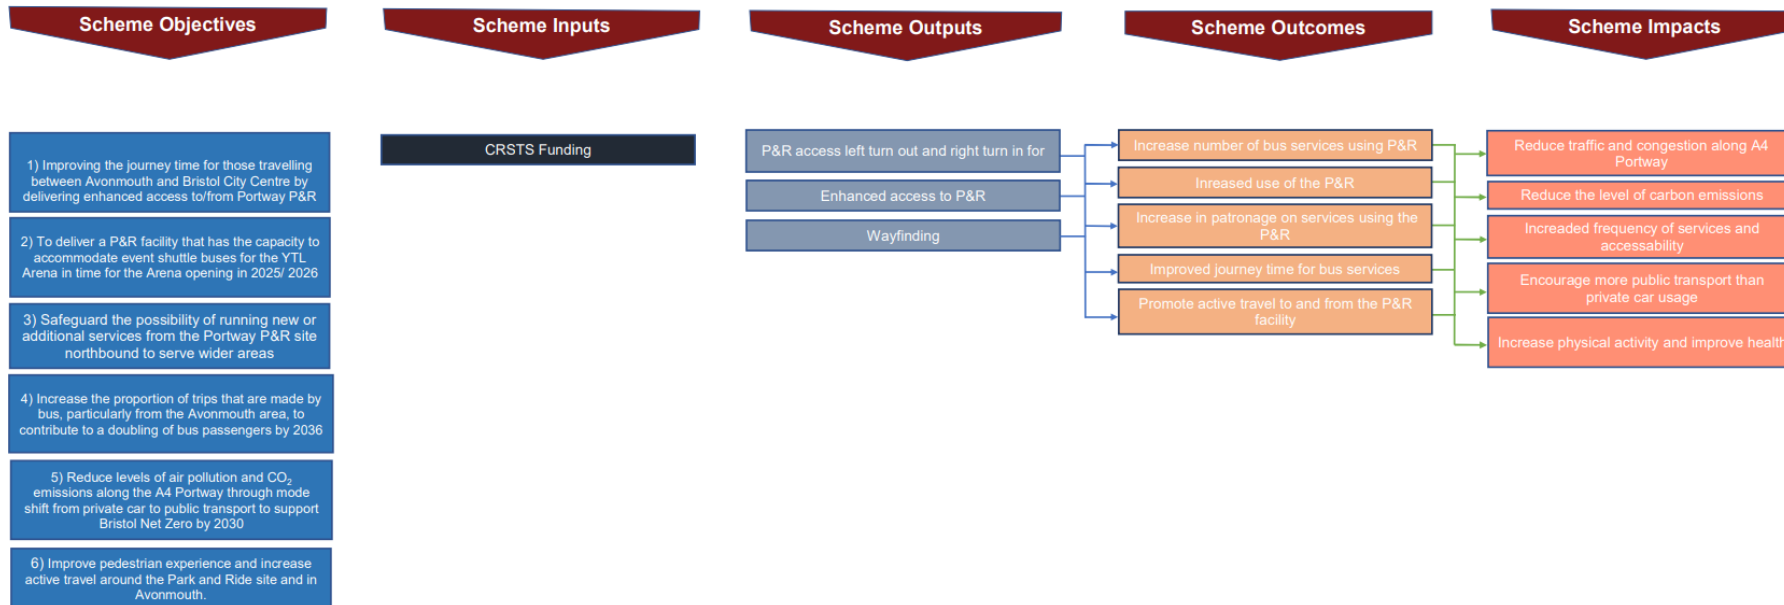 Scheme Objectives
Scheme Inputs
Scheme Outputs
Scheme Outcomes
Scheme Impacts
1) Improving the journey time for those travelling
between Avonmouth and Bristol City Centre by
delivering enhanced access to/from Portway P&R
2) To deliver a P&R facility that has the capacity to
accommodate event shuttle buses for the YTL
Arena in time for the Arena opening in 2025/ 2026
3) Safeguard the possibility of running new or
additional services from the Portway P&R site
northbound to serve wider areas
4) Increase the proportion of trips that are made by
bus, particularly from the Avonmouth area, to
contribute to a doubling of bus passengers by 2036
5) Reduce levels of air pollution and CO₂
emissions along the A4 Portway through mode
shift from private car to public transport to support
Bristol Net Zero by 2030
6) Improve pedestrian experience and increase
active travel around the Park and Ride site and in
Avonmouth.
CRSTS Funding
P&R access left turn out and right turn in for
Enhanced access to P&R
Wayfinding
Increase number of bus services using P&R
Inreased use of the P&R
Increase in patronage on services using the
P&R
Improved journey time for bus services
Promote active travel to and from the P&R
facility
Reduce traffic and congestion along A4
Portway
Reduce the level of carbon emissions
Increaded frequency of services and
accessability
Encourage more public transport than
private car usage
Increase physical activity and improve health